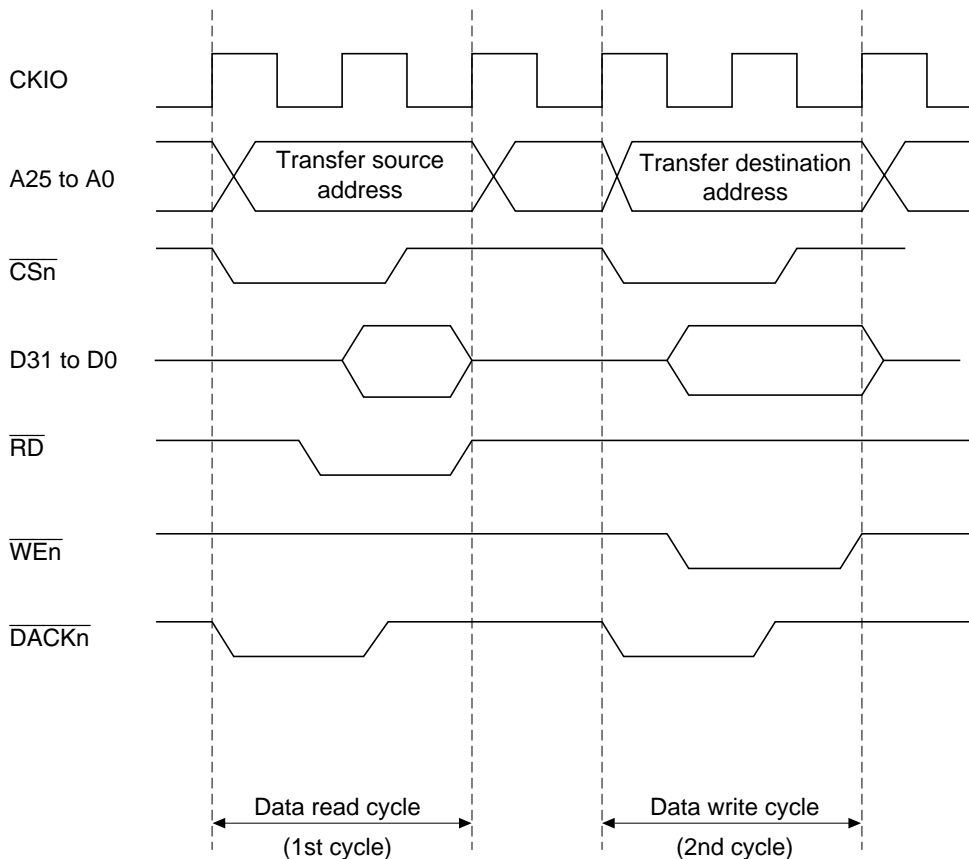 CKIO
A25 to A0
Transfer source
address
Transfer destination
address
CSn
D31 to D0
RD
WEn
DACKn
Data read cycle
(1st cycle)
Data write cycle
(2nd cycle)